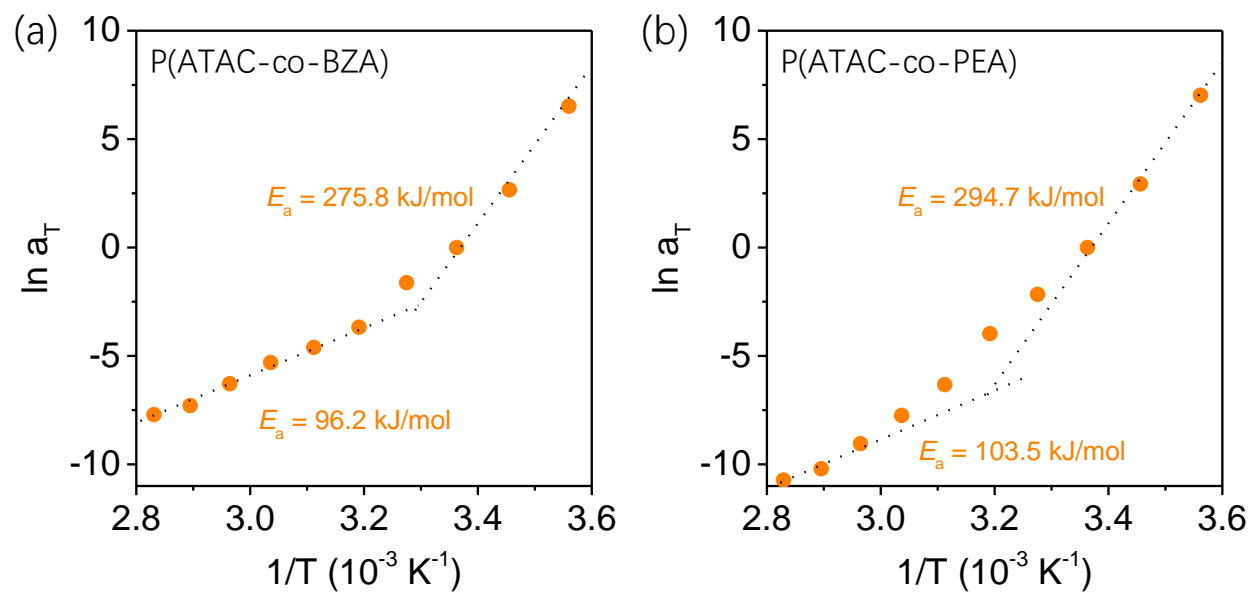 (a)
P(ATAC-co-BZA)
10
5
0
-5
-10
ln a_T
E_a = 275.8 kJ/mol
E_a = 96.2 kJ/mol
2.8 3.0 3.2 3.4 3.6
1/T (10^-3 K^-1)
(b)
P(ATAC-co-PEA)
10
5
0
-5
-10
ln a_T
E_a = 294.7 kJ/mol
E_a = 103.5 kJ/mol
2.8 3.0 3.2 3.4 3.6
1/T (10^-3 K^-1)